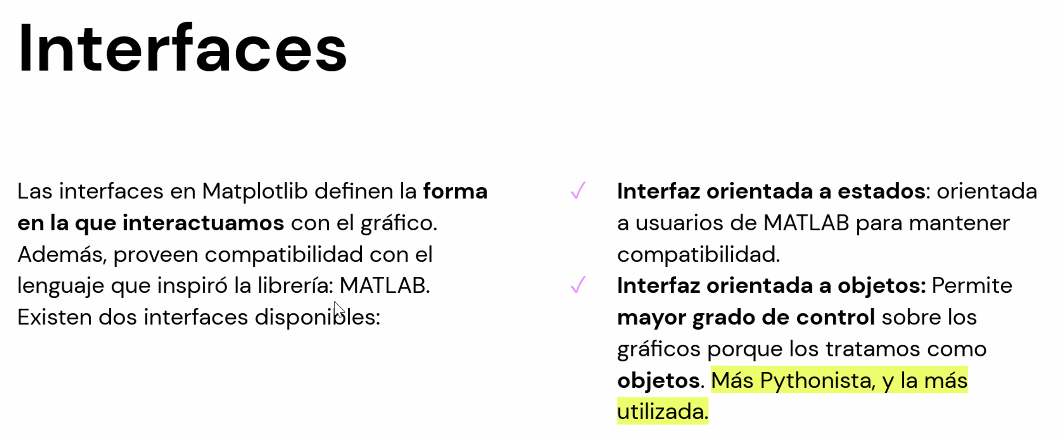 Interfaces
Las interfaces en Matplotlib definen la forma
en la que interactuamos con el gráfico.
Además, proveen compatibilidad con el
lenguaje que inspiró la librería: MATLAB.
Existen dos interfaces disponibles:
✓ Interfaz orientada a estados: orientada
a usuarios de MATLAB para mantener
compatibilidad.
✓ Interfaz orientada a objetos: Permite
mayor grado de control sobre los
gráficos porque los tratamos como
objetos. Más Pythonista, y la más
utilizada.